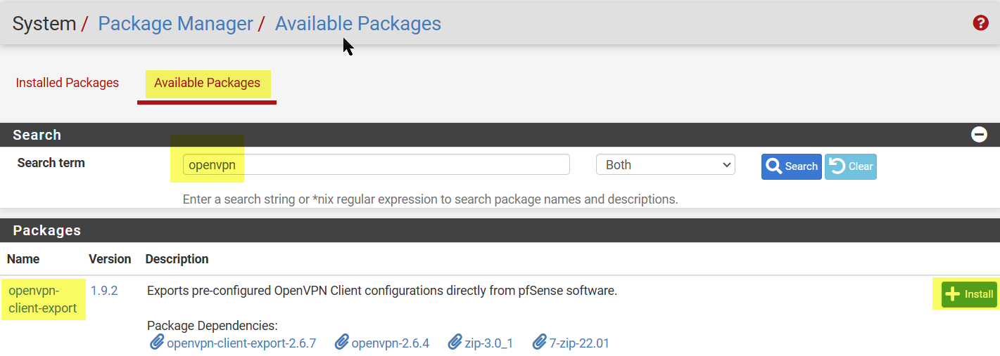 System / Package Manager / Available Packages
Installed Packages Available Packages
Search
Search term openvpn Both Search Clear
Enter a search string or *nix regular expression to search package names and descriptions.
Packages
Name Version Description
openvpn- 1.9.2 Exports pre-configured OpenVPN Client configurations directly from pfSense software. Install
client-export
Package Dependencies:
openvpn-client-export-2.6.7 openvpn-2.6.4 zip-3.0_1 7-zip-22.01